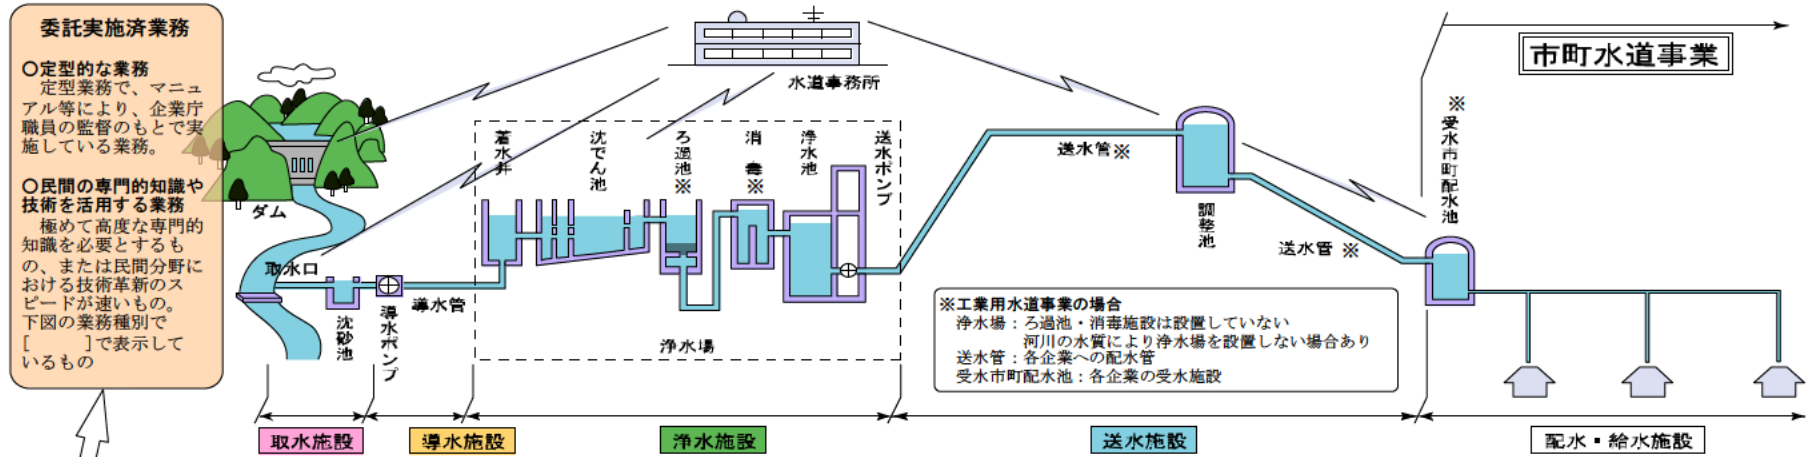 委託実施済業務
○定型的な業務
定型業務で、マニュ
アル等により、企業庁
職員の監督のもとで実
施している業務。
○民間の専門的知識や
技術を活用する業務
極めて高度な専門的
知識を必要とするも
の、または民間分野に
おける技術革新のス
ピードが速いもの。
下図の業務種別で
[ ]で表示して
いるもの
水道事務所
市町水道事業
ダム
取水口
沈砂池
導水ポンプ
導水管
着水井
沈でん池
ろ過池※
消毒※
浄水池
送水ポンプ
浄水場
送水管※
調整池
送水管 ※
※受水市町配水池
※工業用水道事業の場合
浄水場：ろ過池・消毒施設は設置していない
河川の水質により浄水場を設置しない場合あり
送水管：各企業への配水管
受水市町配水池：各企業の受水施設
取水施設
導水施設
浄水施設
送水施設
配水・給水施設